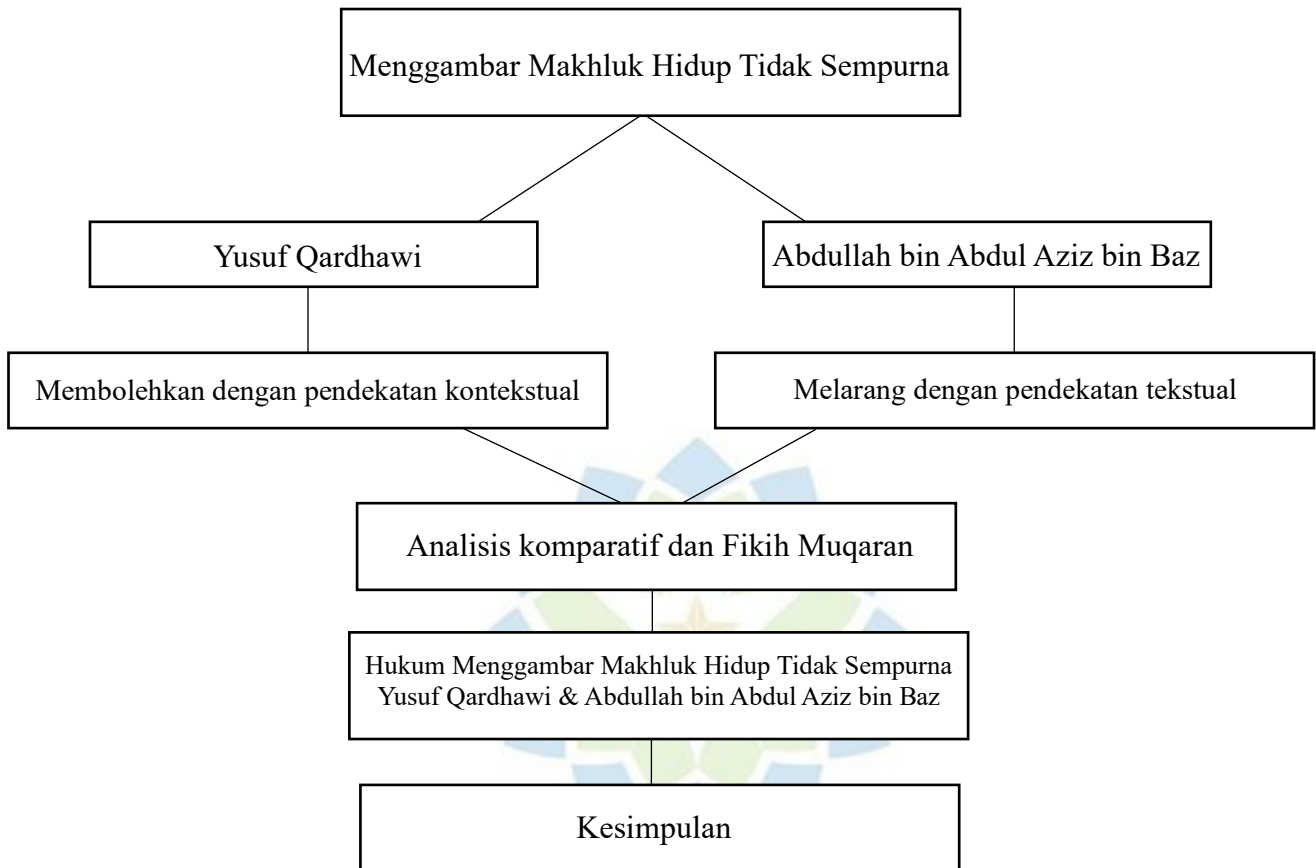 Menggambar Makhluk Hidup Tidak Sempurna
Yusuf Qardhawi
Abdullah bin Abdul Aziz bin Baz
Membolehkan dengan pendekatan kontekstual
Melarang dengan pendekatan tekstual
Analisis komparatif dan Fikih Muqaran
Hukum Menggambar Makhluk Hidup Tidak Sempurna
Yusuf Qardhawi & Abdullah bin Abdul Aziz bin Baz
Kesimpulan